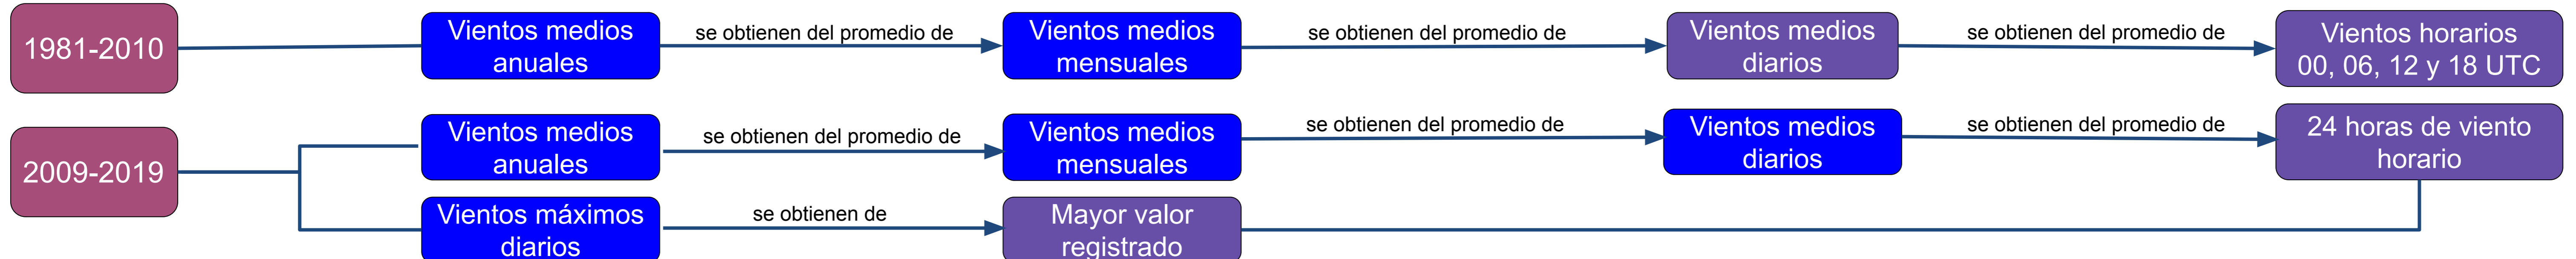 1981-2010
Vientos medios
anuales
se obtienen del promedio de
Vientos medios
mensuales
se obtienen del promedio de
Vientos medios
diarios
se obtienen del promedio de
Vientos horarios
00, 06, 12 y 18 UTC
2009-2019
Vientos medios
anuales
se obtienen del promedio de
Vientos medios
mensuales
se obtienen del promedio de
Vientos medios
diarios
se obtienen del promedio de
24 horas de viento
horario
Vientos máximos
diarios
se obtienen de
Mayor valor
registrado